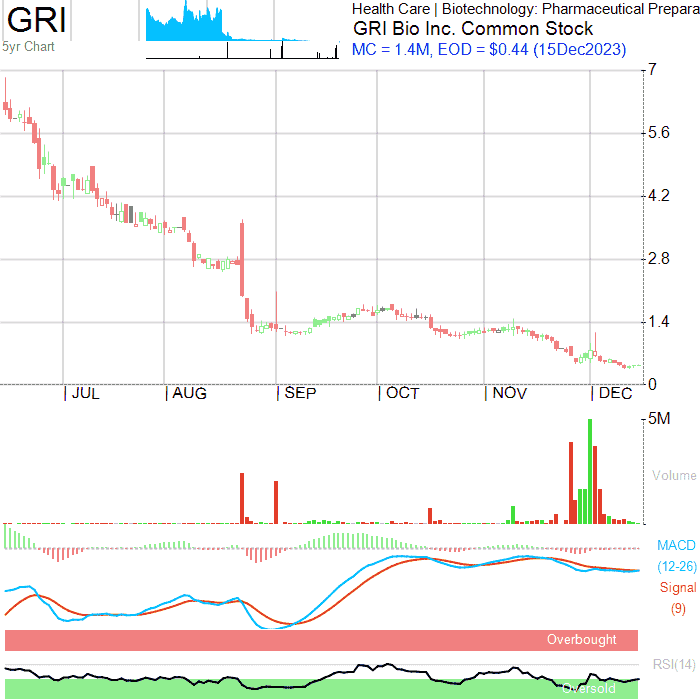 GRI
5yr Chart
Health Care | Biotechnology: Pharmaceutical Prepara
GRI Bio Inc. Common Stock
MC = 1.4M, EOD = $0.44 (15Dec2023)
7
5.6
4.2
2.8
1.4
0
JUL AUG SEP OCT NOV DEC
5M
Volume
MACD
(12-26)
Signal
(9)
Overbought
RSI(14)
Oversold